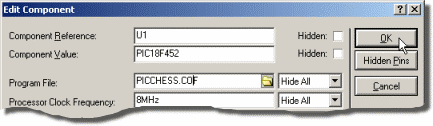 Edit Component
Component Reference: U1 Hidden:
Component Value: PIC18F452 Hidden:
Program File: PICCHESS.COF Hide All
Processor Clock Frequency: 8MHz Hide All
OK
Hidden Pins
Cancel